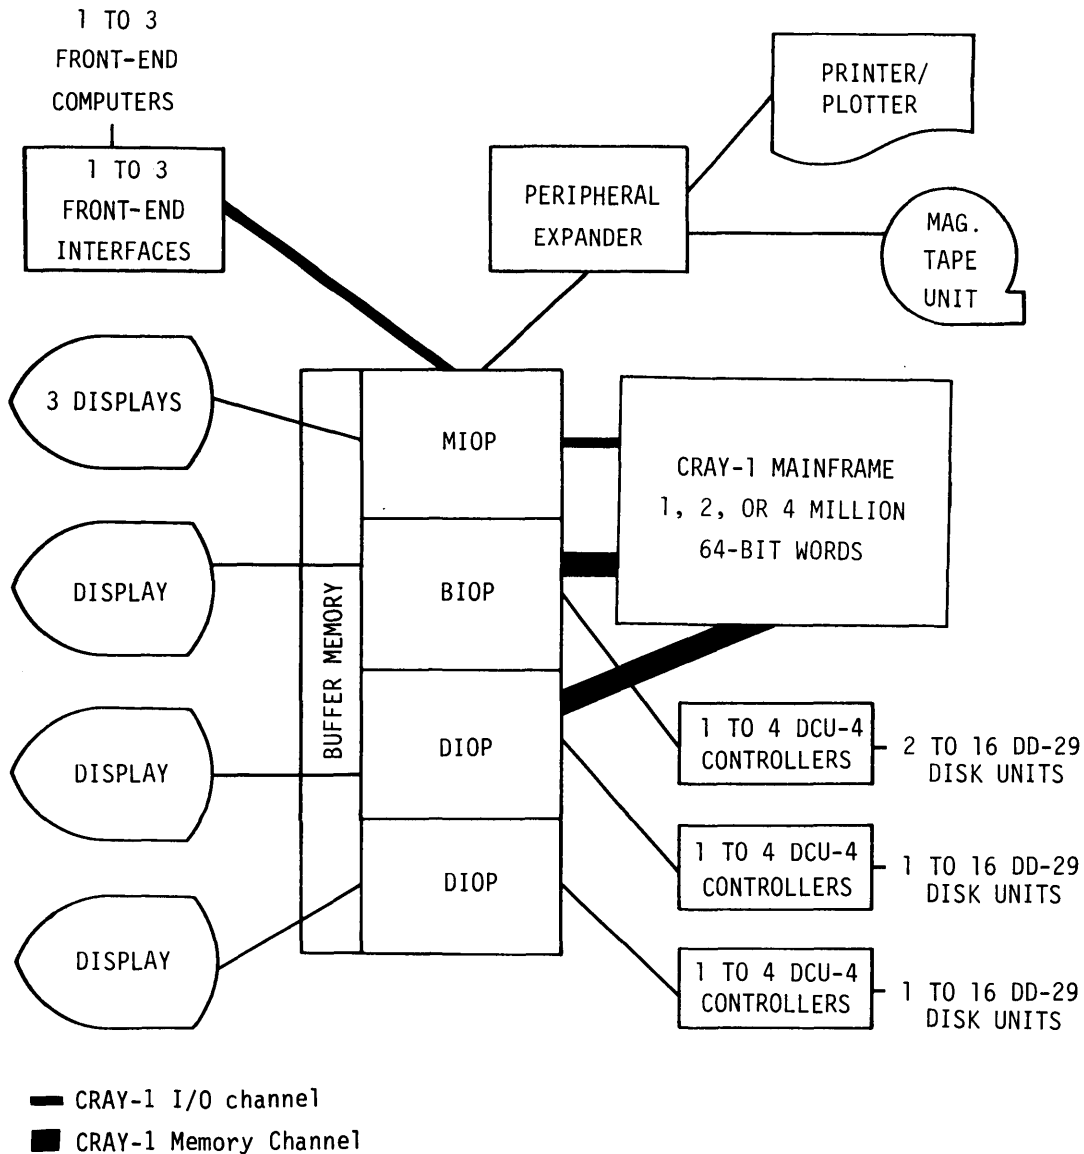 1 TO 3
FRONT-END
COMPUTERS
1 TO 3
FRONT-END
INTERFACES
PERIPHERAL
EXPANDER
PRINTER/
PLOTTER
MAG.
TAPE
UNIT
3 DISPLAYS
DISPLAY
DISPLAY
DISPLAY
BUFFER MEMORY
MIOP
BIOP
DIOP
DIOP
CRAY-1 MAINFRAME
1, 2, OR 4 MILLION
64-BIT WORDS
1 TO 4 DCU-4
CONTROLLERS
2 TO 16 DD-29
DISK UNITS
1 TO 4 DCU-4
CONTROLLERS
1 TO 16 DD-29
DISK UNITS
1 TO 4 DCU-4
CONTROLLERS
1 TO 16 DD-29
DISK UNITS
CRAY-1 I/O channel
CRAY-1 Memory Channel